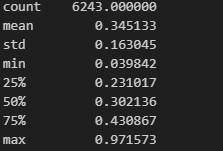 count    6243.000000
mean        0.345133
std         0.163045
min         0.039842
25%         0.231017
50%         0.302136
75%         0.430867
max         0.971573